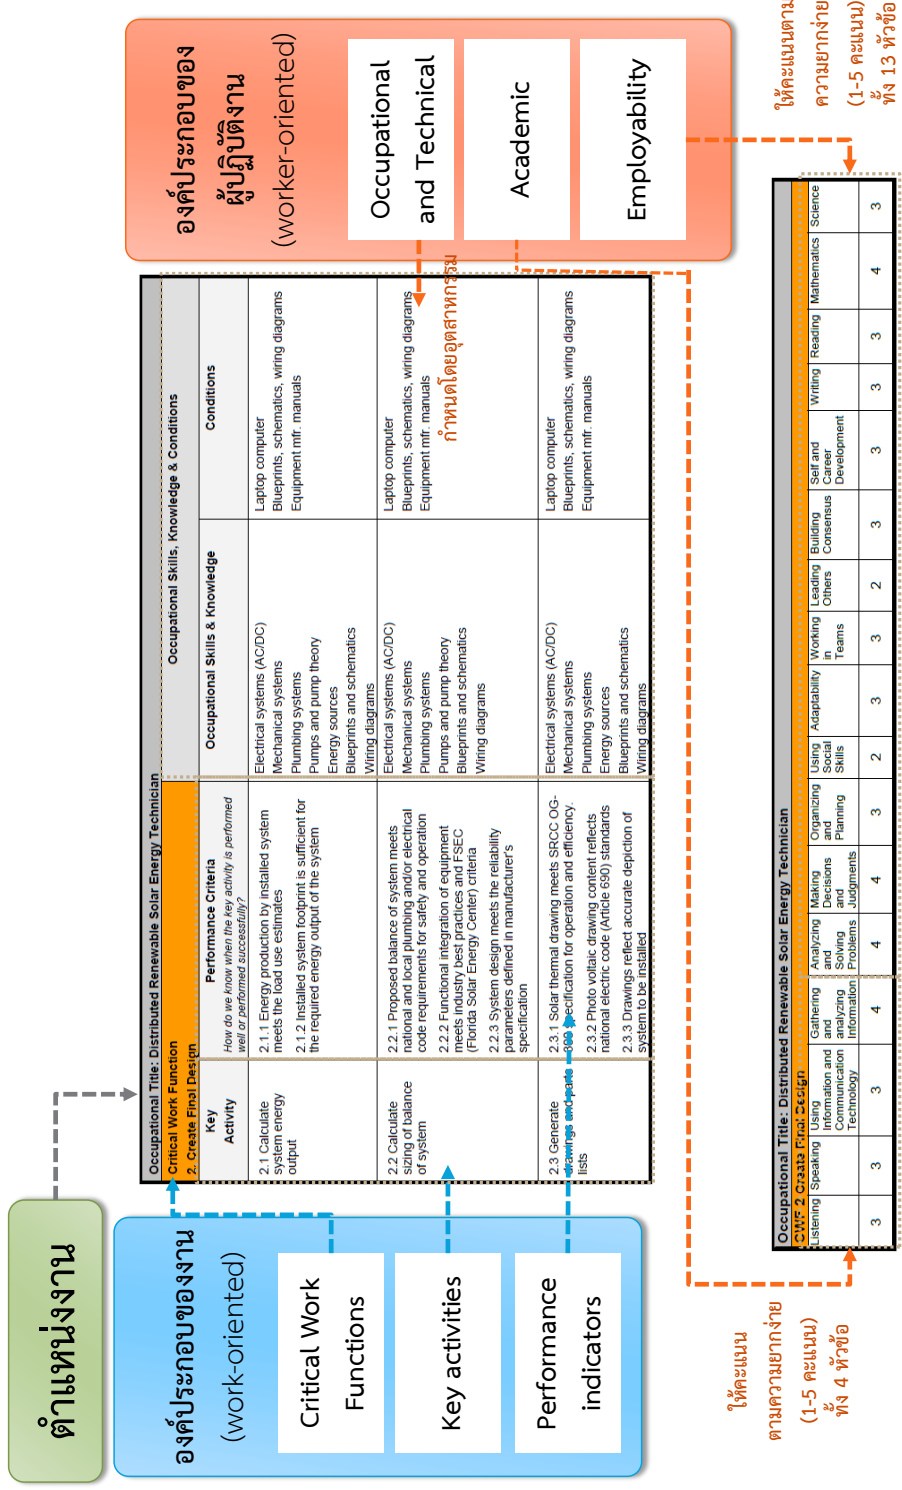 ตำแหน่งงาน
องค์ประกอบของงาน
(work-oriented)
Critical Work
Functions
Key activities
Performance
indicators
องค์ประกอบของ
ผู้ปฏิบัติงาน
(worker-oriented)
Occupational
and Technical
Academic
Employability
Occupational Title: Distributed Renewable Solar Energy Technician
Critical Work Function
2. Create Final Design
Occupational Skills, Knowledge & Conditions
Key
Activity
Performance Criteria
How do we know when the key activity is performed
well or performed successfully?
Occupational Skills & Knowledge
Conditions
2.1 Calculate
system energy
output
2.1.1 Energy production by installed system
meets the load use estimates
2.1.2 Installed system footprint is sufficient for
the required energy output of the system
Electrical systems (AC/DC)
Mechanical systems
Plumbing systems
Pumps and pump theory
Energy sources
Blueprints and schematics
Wiring diagrams
Laptop computer
Blueprints, schematics, wiring diagrams
Equipment mfr. manuals
2.2 Calculate
sizing of balance
of system
2.2.1 Proposed balance of system meets
national and local plumbing and/or electrical
code requirements for safety and operation
2.2.2 Functional integration of equipment
meets industry best practices and FSEC
(Florida Solar Energy Center) criteria
2.2.3 System design meets the reliability
parameters defined in manufacturer's
specification
Electrical systems (AC/DC)
Mechanical systems
Plumbing systems
Pumps and pump theory
Blueprints and schematics
Wiring diagrams
Laptop computer
Blueprints, schematics, wiring diagrams
Equipment mfr. manuals
กำหนดโดยอุตสาหกรรม
2.3 Generate
drawings and parts
lists
2.3.1 Solar thermal drawing meets SRCC OG-
300 specification for operation and efficiency.
2.3.2 Photo voltaic drawing content reflects
national electric code (Article 690) standards
2.3.3 Drawings reflect accurate depiction of
system to be installed
Electrical systems (AC/DC)
Mechanical systems
Plumbing systems
Energy sources
Blueprints and schematics
Wiring diagrams
Laptop computer
Blueprints, schematics, wiring diagrams
Equipment mfr. manuals
ให้คะแนน
ตามความยากง่าย
(1-5 คะแนน)
ทั้ง 4 หัวข้อ
ให้คะแนนตาม
ความยากง่าย
(1-5 คะแนน)
ทั้ง 13 หัวข้อ
Occupational Title: Distributed Renewable Solar Energy Technician
CWF 2 Create Final Design
Listening
Speaking
Using
Information and
Communication
Technology
Gathering
and
analyzing
Information
Analyzing
and
Solving
Problems
Making
Decisions
and
Judgments
Organizing
and
Planning
Using
Social
Skills
Adaptability
Working
in
Teams
Leading
Others
Building
Consensus
Self and
Career
Development
Writing
Reading
Mathematics
Science
3 3 3 4 4 4 3 2 3 3 2 3 3 3 3 4 3